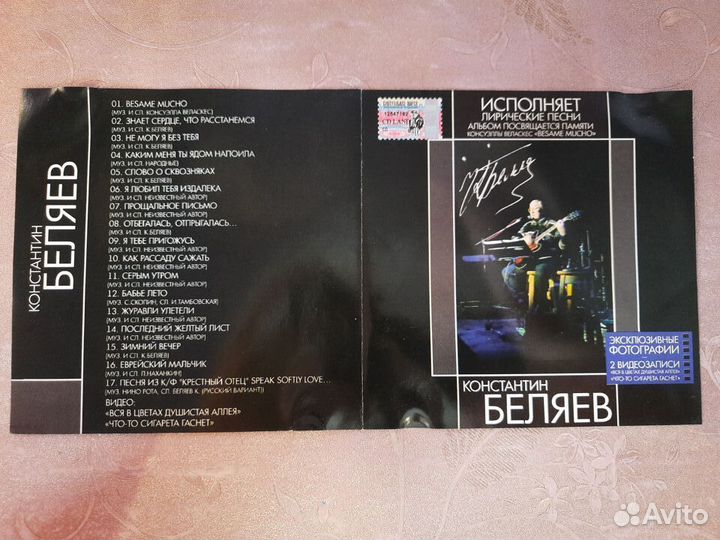 КОНСТАНТИН
БЕЛЯЕВ
01. BESAME MUCHO
(МУЗ. И СЛ. КОНСУЭЛЛА ВЕЛАСКЕС)
02. ЗНАЕТ СЕРДЦЕ, ЧТО РАССТАНЕМСЯ
(МУЗ. И СЛ. К.БЕЛЯЕВ)
03. НЕ МОГУ Я БЕЗ ТЕБЯ
(МУЗ. И СЛ. К.БЕЛЯЕВ)
04. КАКИМ МЕНЯ ТЫ ЯДОМ НАПОИЛА
(МУЗ. И СЛ. НАРОДНЫЕ)
05. СЛОВО О СКВОЗНЯКАХ
(МУЗ. И СЛ. К.БЕЛЯЕВ)
06. Я ЛЮБИЛ ТЕБЯ ИЗДАЛЕКА
(МУЗ. И СЛ. НЕИЗВЕСТНЫЙ АВТОР)
07. ПРОЩАЛЬНОЕ ПИСЬМО
(МУЗ. И СЛ. НЕИЗВЕСТНЫЙ АВТОР)
08. ОТБЕГАЛАСЬ, ОТПРЫГАЛАСЬ...
(МУЗ. И СЛ. К.БЕЛЯЕВ)
09. Я ТЕБЕ ПРИГОЖУСЬ
(МУЗ. И СЛ. НЕИЗВЕСТНЫЙ АВТОР)
10. КАК РАССАДУ САЖАТЬ
(МУЗ. И СЛ. НЕИЗВЕСТНЫЙ АВТОР)
11. СЕРЫМ УТРОМ
(МУЗ. И СЛ. НЕИЗВЕСТНЫЙ АВТОР)
12. БАБЬЕ ЛЕТО
(МУЗ. С.СКОПИН, СЛ. И.ТАМБОВСКАЯ)
13. ЖУРАВЛИ УЛЕТЕЛИ
(МУЗ. И СЛ. НЕИЗВЕСТНЫЙ АВТОР)
14. ПОСЛЕДНИЙ ЖЕЛТЫЙ ЛИСТ
(МУЗ. И СЛ. НЕИЗВЕСТНЫЙ АВТОР)
15. ЗИМНИЙ ВЕЧЕР
(МУЗ. И СЛ. К.БЕЛЯЕВ)
16. ЕВРЕЙСКИЙ МАЛЬЧИК
(МУЗ. И СЛ. Л.НАХАНКИН)
17. ПЕСНЯ ИЗ К/Ф "КРЕСТНЫЙ ОТЕЦ" SPEAK SOFTLY LOVE...
(МУЗ. НИНО РОТА, СЛ. БЕЛЯЕВ К. (РУССКИЙ ВАРИАНТ))
ВИДЕО:
«ВСЯ В ЦВЕТАХ ДУШИСТАЯ АЛЛЕЯ»
«ЧТО-ТО СИГАРЕТА ГАСНЕТ»
CD LAND
ИСПОЛНЯЕТ
ЛИРИЧЕСКИЕ ПЕСНИ
АЛЬБОМ ПОСВЯЩАЕТСЯ ПАМЯТИ
КОНСУЭЛЛЫ ВЕЛАСКЕС «BESAME MUCHO»
ЭКСКЛЮЗИВНЫЕ
ФОТОГРАФИИ
2 ВИДЕОЗАПИСИ
«ВСЯ В ЦВЕТАХ ДУШИСТАЯ АЛЛЕЯ»
«ЧТО-ТО СИГАРЕТА ГАСНЕТ»
КОНСТАНТИН
БЕЛЯЕВ
Avito